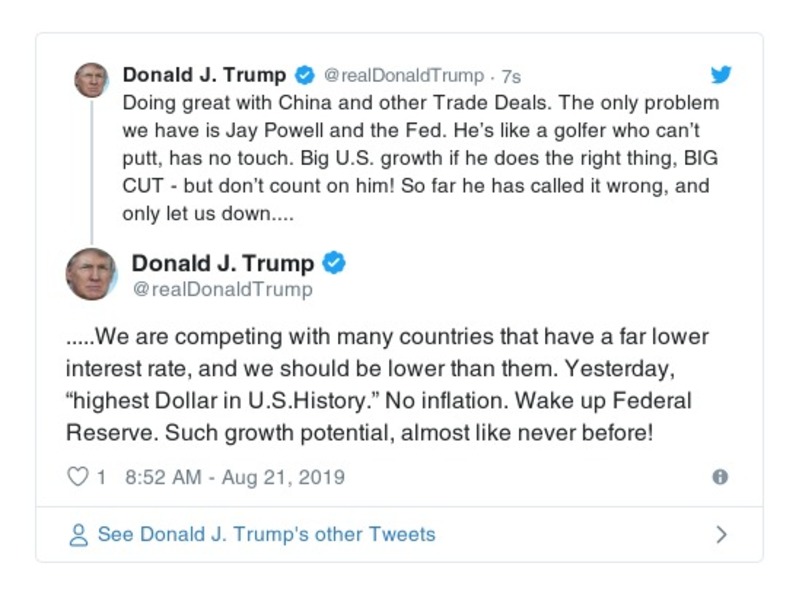 Donald J. Trump @realDonaldTrump · 7s
Doing great with China and other Trade Deals. The only problem
we have is Jay Powell and the Fed. He’s like a golfer who can’t
putt, has no touch. Big U.S. growth if he does the right thing, BIG
CUT - but don’t count on him! So far he has called it wrong, and
only let us down....
Donald J. Trump
@realDonaldTrump
.....We are competing with many countries that have a far lower
interest rate, and we should be lower than them. Yesterday,
“highest Dollar in U.S.History.” No inflation. Wake up Federal
Reserve. Such growth potential, almost like never before!
1 8:52 AM - Aug 21, 2019
See Donald J. Trump's other Tweets